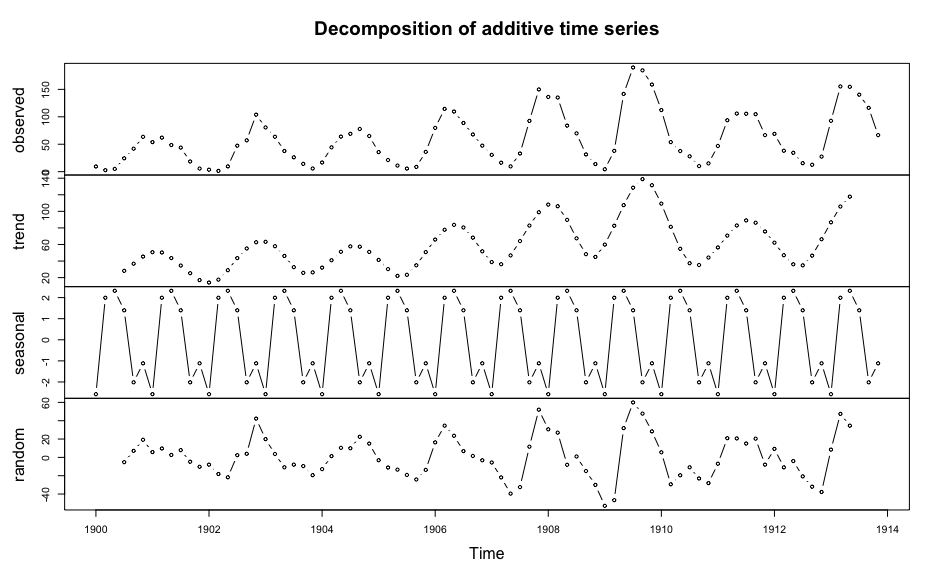 Decomposition of additive time series
observed
50 100 150
trend
20 60 100 140
seasonal
-2 -1 0 1 2
random
-40 0 20 60
1900 1902 1904 1906 1908 1910 1912 1914
Time